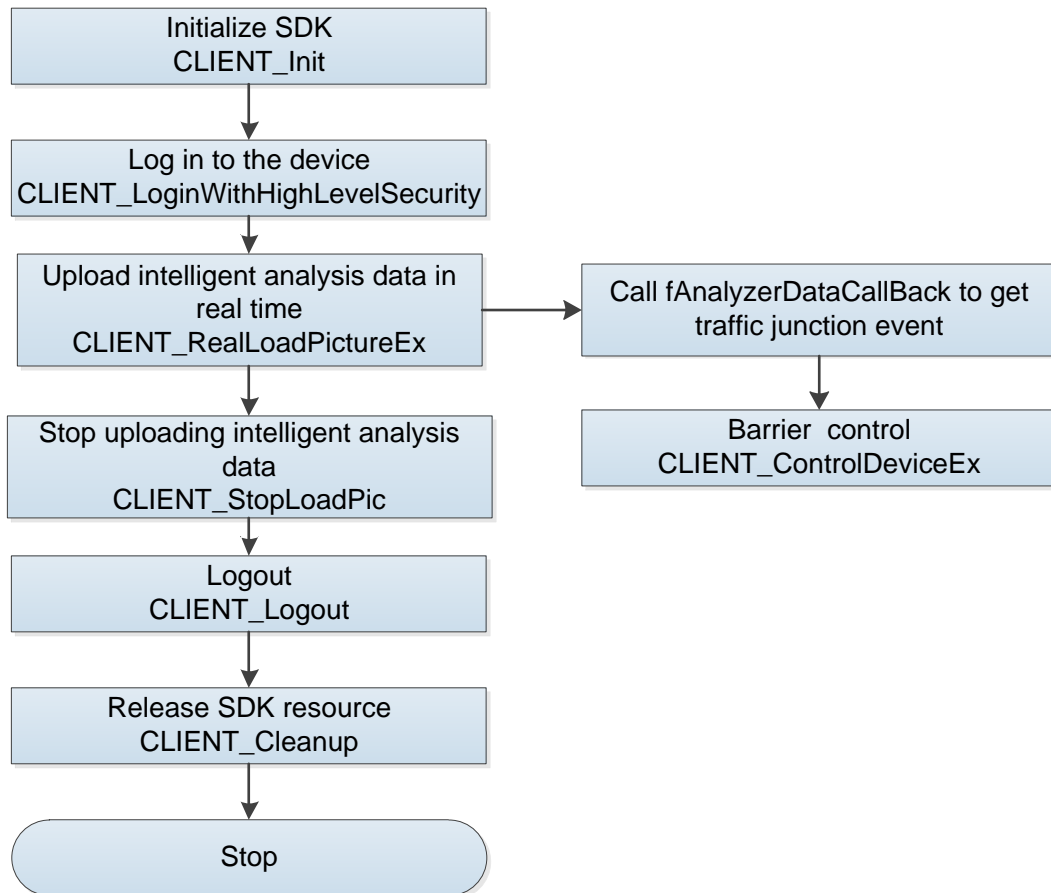 Initialize SDK
CLIENT_Init
Log in to the device
CLIENT_LoginWithHighLevelSecurity
Upload intelligent analysis data in
real time
CLIENT_RealLoadPictureEx
Call fAnalyzerDataCallBack to get
traffic junction event
Barrier control
CLIENT_ControlDeviceEx
Stop uploading intelligent analysis
data
CLIENT_StopLoadPic
Logout
CLIENT_Logout
Release SDK resource
CLIENT_Cleanup
Stop